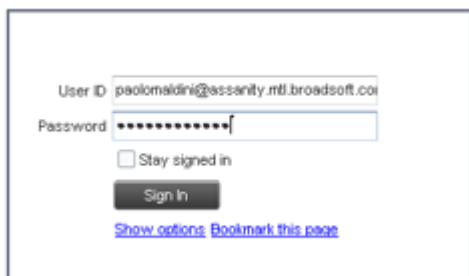 User ID paolomaldini@assanity.mtl.broadsoft.co
Password ••••••••••••
Stay signed in
Sign In
Show options Bookmark this page